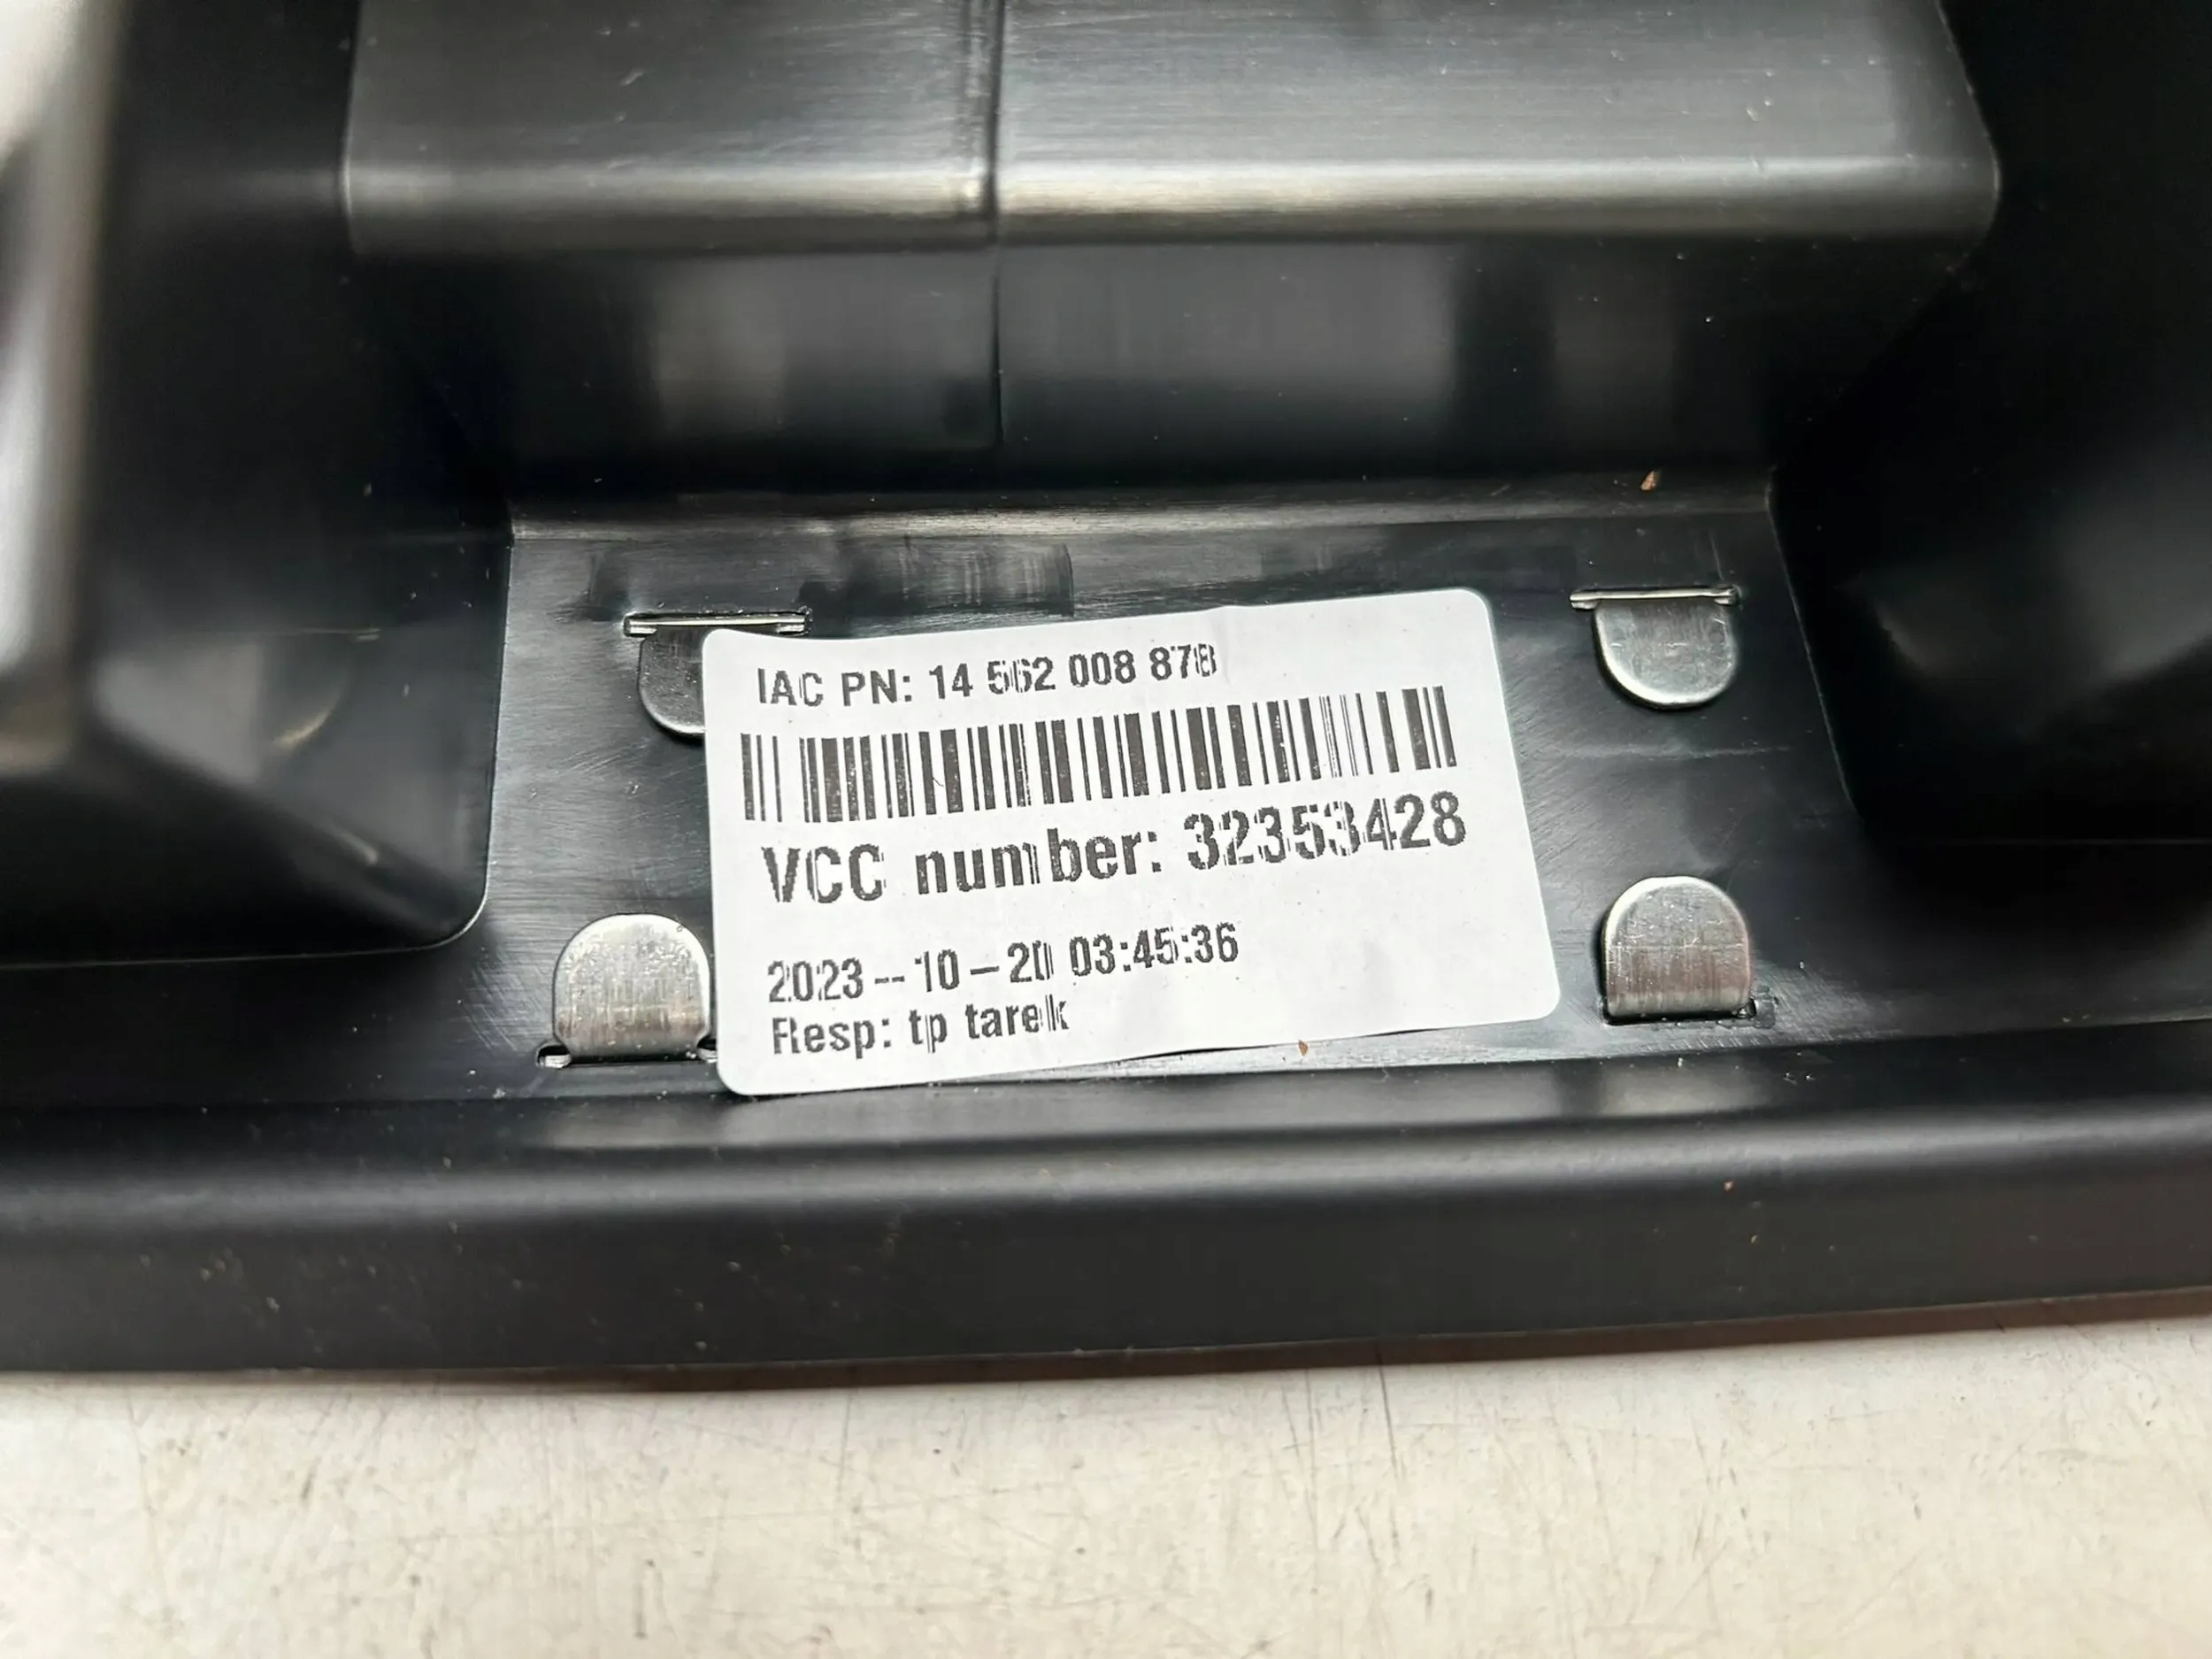 IAC PN: 14 562 008 878
VCC number: 32353428
2023-10-20 03:45:36
Resp: tp tarek